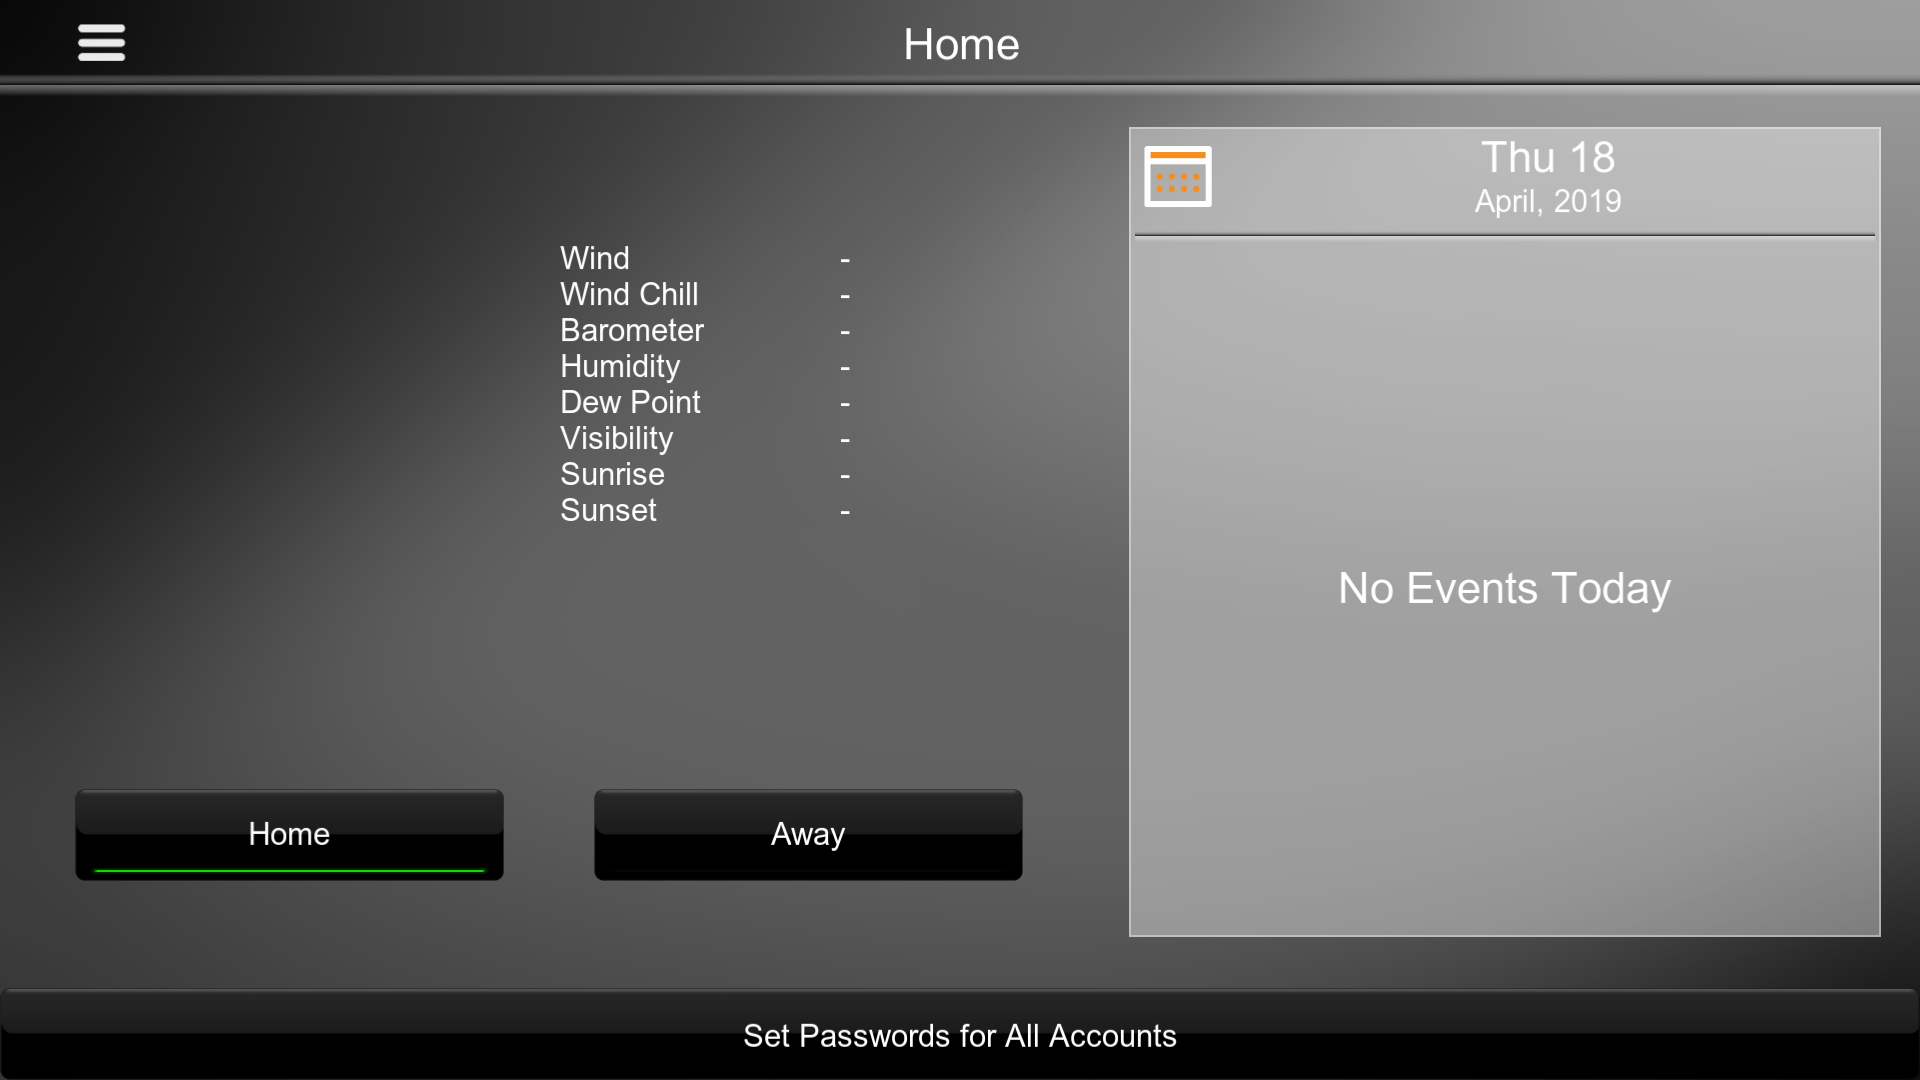 Home
Thu 18
April, 2019
Wind -
Wind Chill -
Barometer -
Humidity -
Dew Point -
Visibility -
Sunrise -
Sunset -
No Events Today
Home
Away
Set Passwords for All Accounts